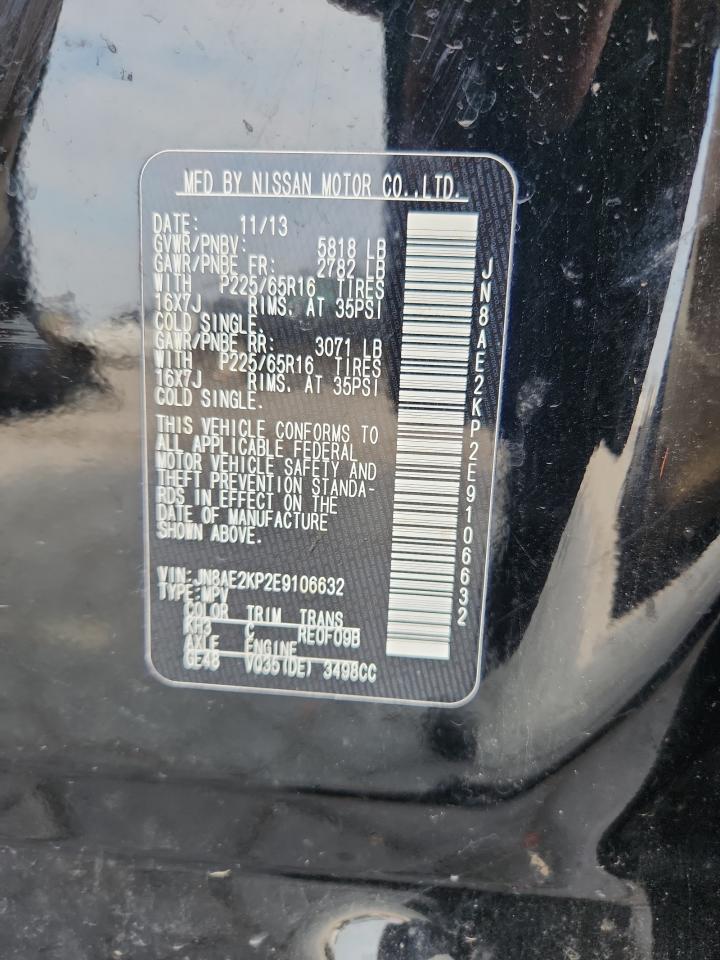 MFD BY NISSAN MOTOR CO.,LTD.
DATE: 11/13
GVWR/PNBV: 5818 LB
GAWR/PNBE FR: 2782 LB
WITH P225/65R16 TIRES
16X7J RIMS. AT 35PSI
COLD SINGLE.
GAWR/PNBE RR: 3071 LB
WITH P225/65R16 TIRES
16X7J RIMS. AT 35PSI
COLD SINGLE.
THIS VEHICLE CONFORMS TO
ALL APPLICABLE FEDERAL
MOTOR VEHICLE SAFETY AND
THEFT PREVENTION STANDA-
RDS IN EFFECT ON THE
DATE OF MANUFACTURE
SHOWN ABOVE.
VIN:JN8AE2KP2E9106632
TYPE:MPV
COLOR TRIM TRANS
KH3 C RE0F09B
AXLE ENGINE
GE48 VQ35(DE) 3498CC
JN8AE2KP2E9106632